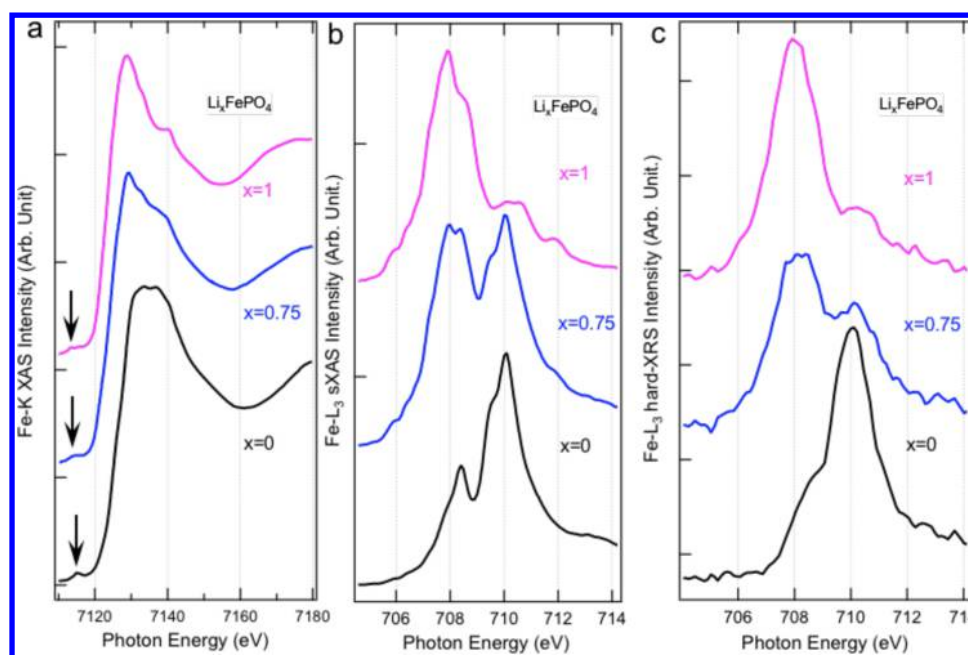 a
Fe-K XAS Intensity (Arb. Unit)
LixFePO4
x=1
x=0.75
x=0
7120
7140
7160
7180
Photon Energy (eV)
b
Fe-L3 sXAS Intensity (Arb. Unit.)
LixFePO4
x=1
x=0.75
x=0
706
708
710
712
714
Photon Energy (eV)
c
Fe-L3 hard-XRS Intensity (Arb. Unit)
LixFePO4
x=1
x=0.75
x=0
706
708
710
712
Photon Energy (eV)